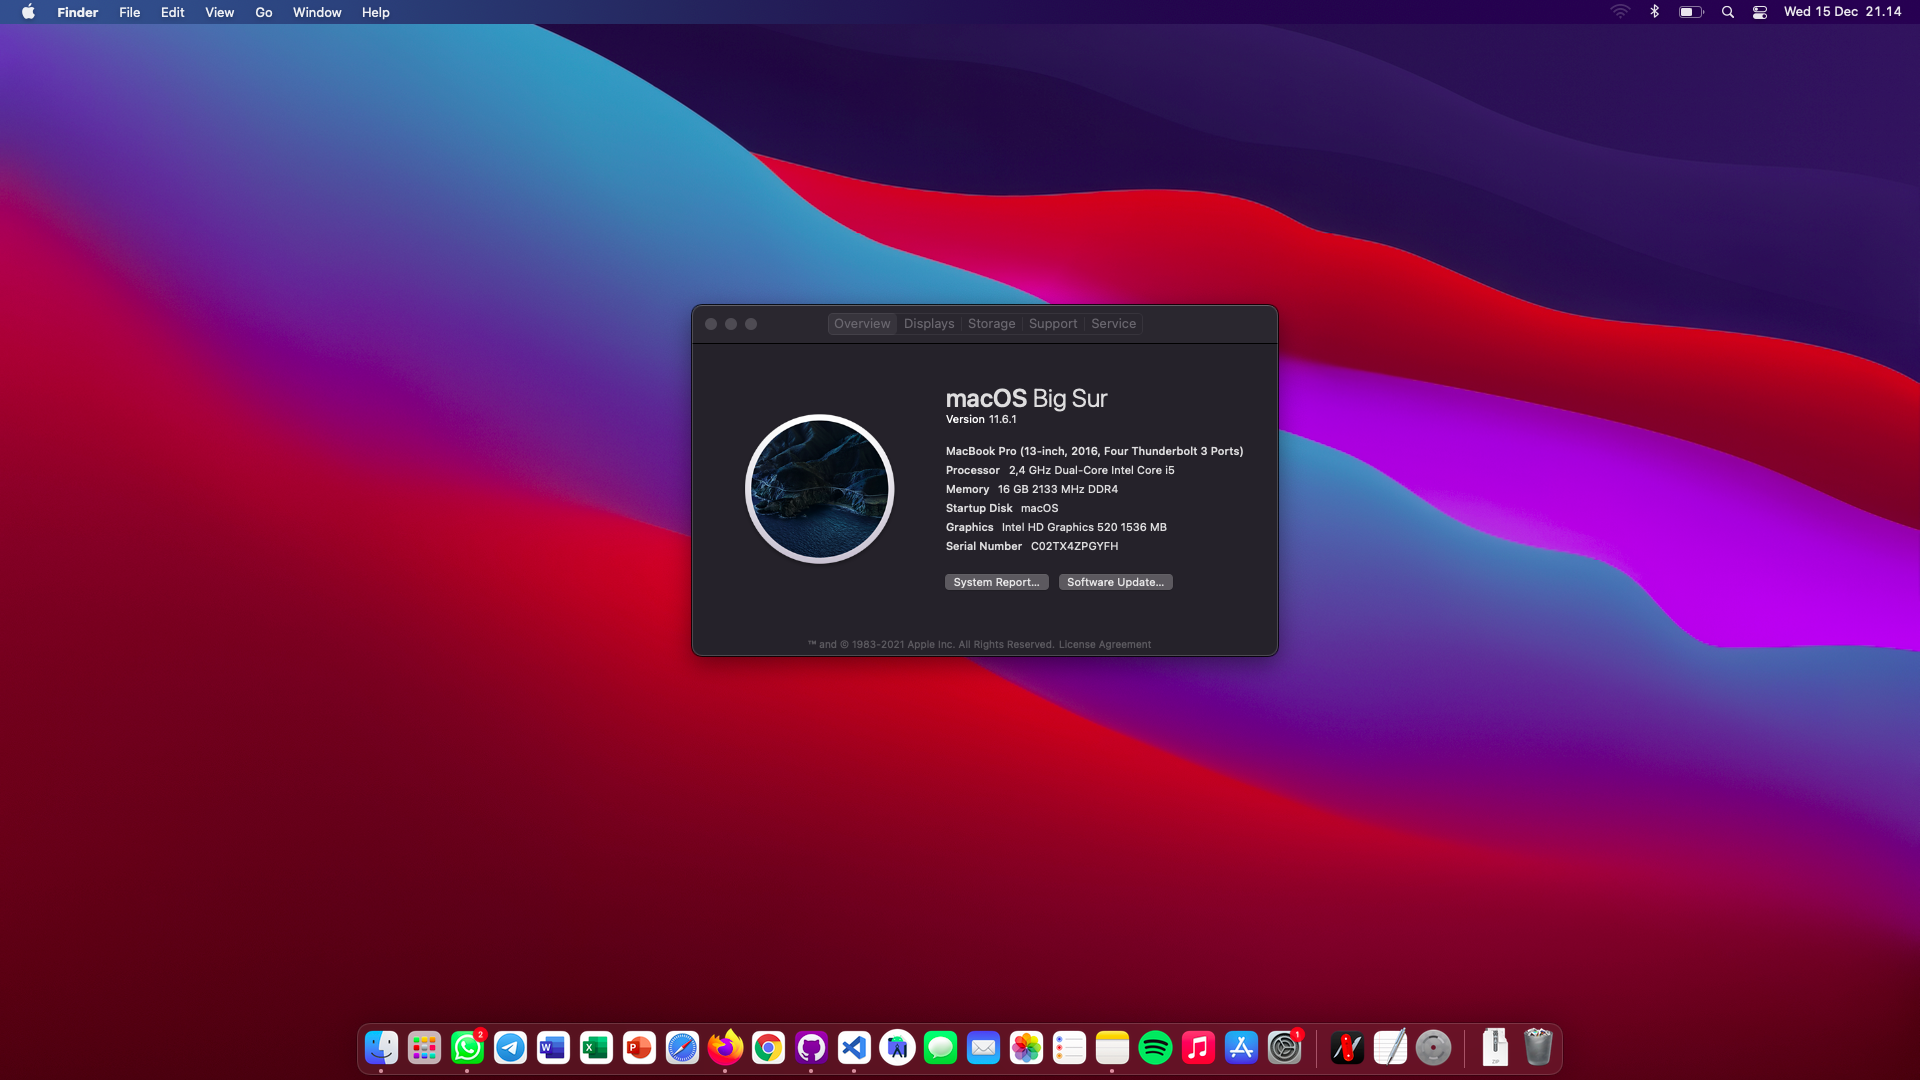 Finder File Edit View Go Window Help Wed 15 Dec 21.14
Overview Displays Storage Support Service
macOS Big Sur
Version 11.6.1
MacBook Pro (13-inch, 2016, Four Thunderbolt 3 Ports)
Processor 2,4 GHz Dual-Core Intel Core i5
Memory 16 GB 2133 MHz DDR4
Startup Disk macOS
Graphics Intel HD Graphics 520 1536 MB
Serial Number C02TX4ZPGYFH
System Report... Software Update...
™ and © 1983-2021 Apple Inc. All Rights Reserved. License Agreement
2 W X P 1 ZIP